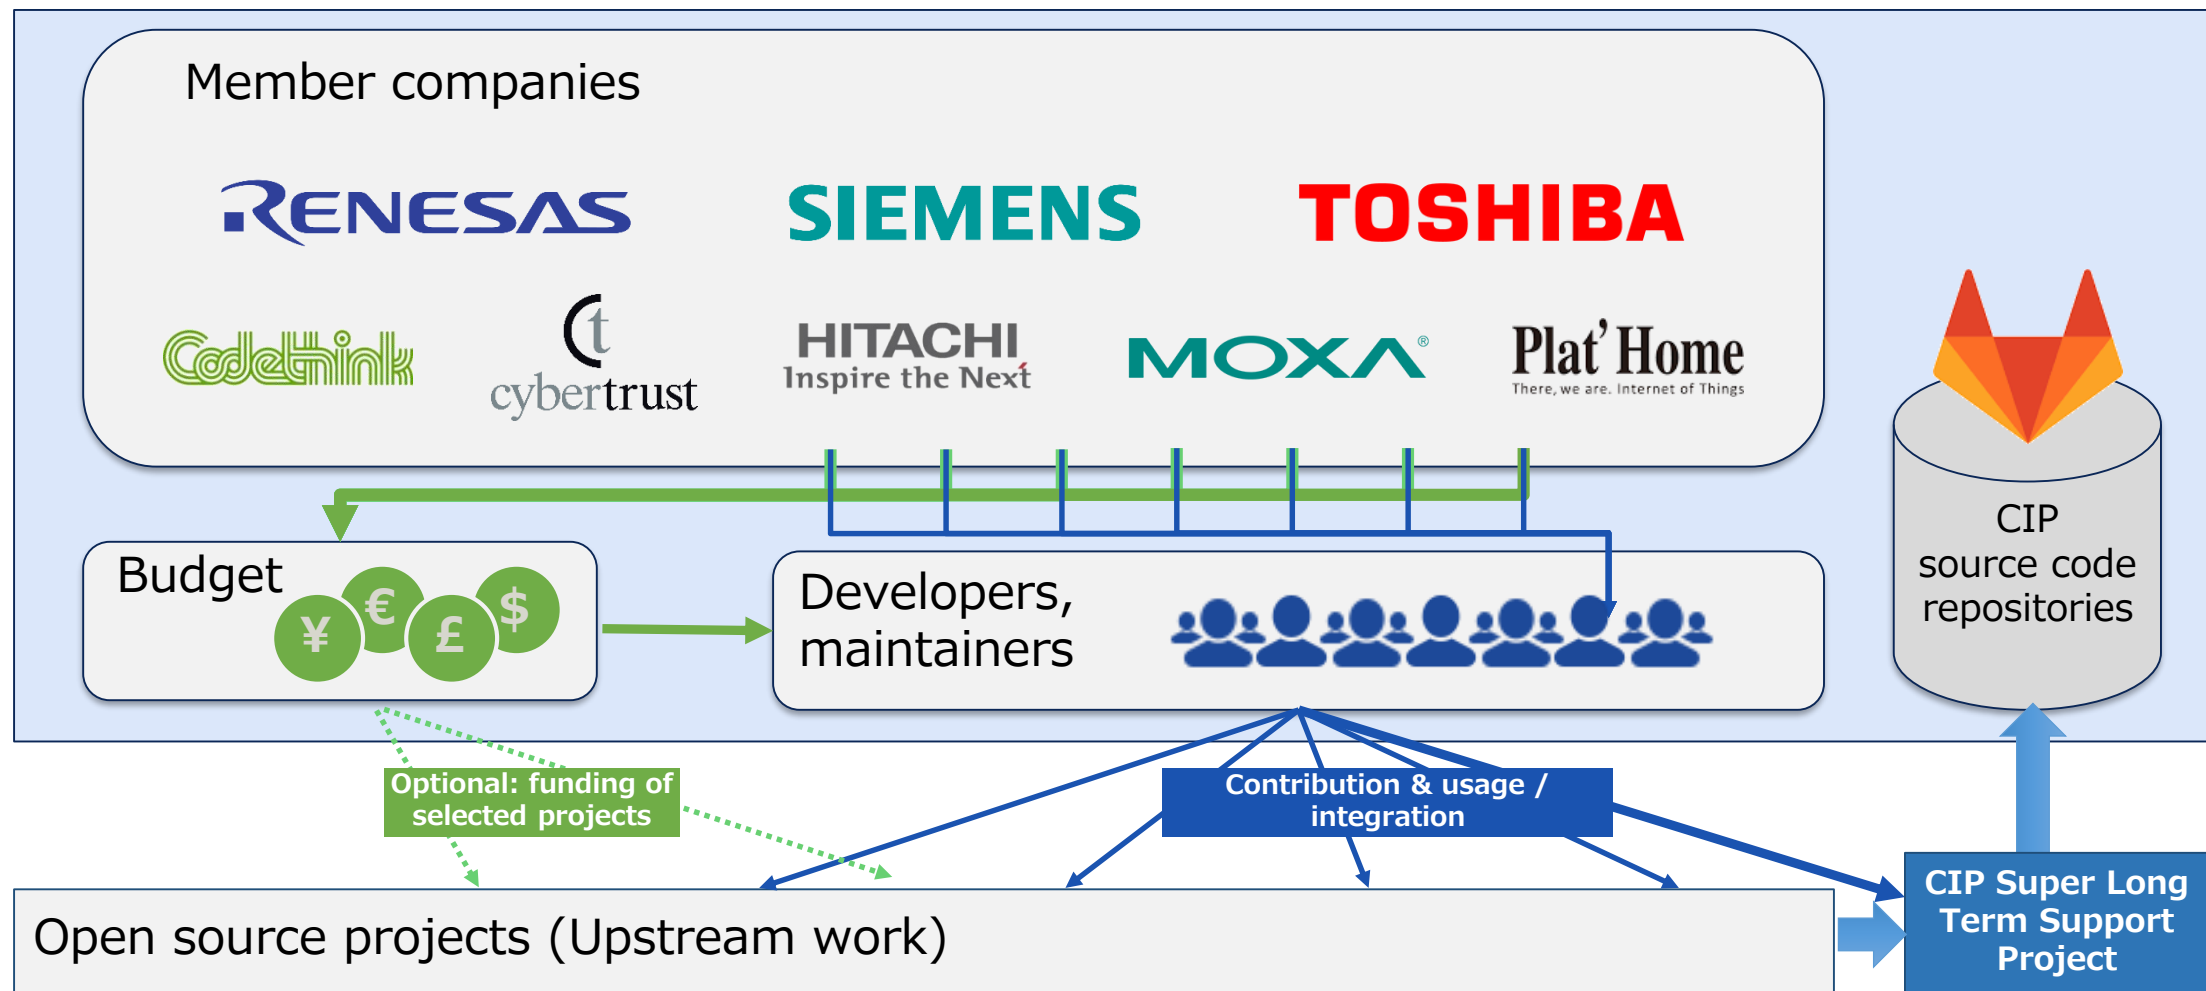 Member companies
RENESAS
SIEMENS
TOSHIBA
Codethink
ct
cybertrust
HITACHI
Inspire the Next
MOXA®
Plat'Home
There, we are. Internet of Things
CIP
source code
repositories
Budget
¥ € £ $
Developers,
maintainers
Optional: funding of
selected projects
Contribution & usage /
integration
Open source projects (Upstream work)
CIP Super Long
Term Support
Project